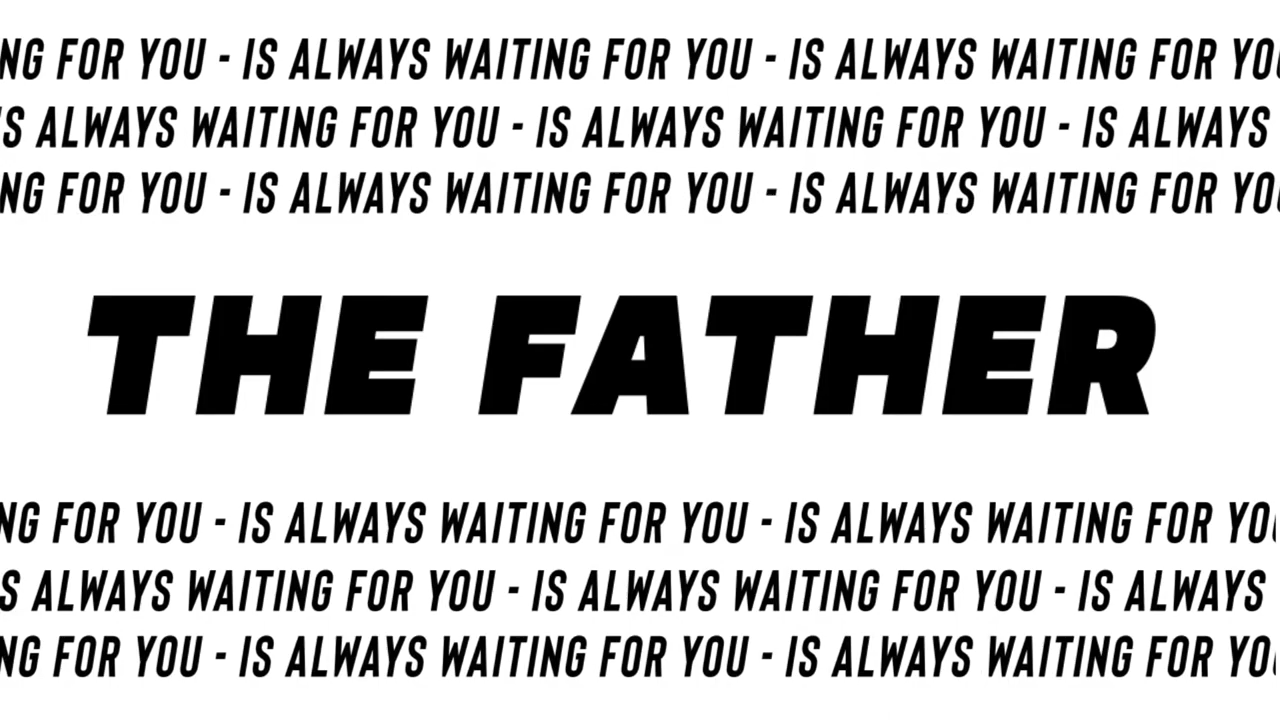 NG FOR YOU - IS ALWAYS WAITING FOR YOU - IS ALWAYS WAITING FOR YOU
IS ALWAYS WAITING FOR YOU - IS ALWAYS WAITING FOR YOU - IS ALWAYS
NG FOR YOU - IS ALWAYS WAITING FOR YOU - IS ALWAYS WAITING FOR YOU
THE FATHER
NG FOR YOU - IS ALWAYS WAITING FOR YOU - IS ALWAYS WAITING FOR YOU
S ALWAYS WAITING FOR YOU - IS ALWAYS WAITING FOR YOU - IS ALWAYS
NG FOR YOU - IS ALWAYS WAITING FOR YOU - IS ALWAYS WAITING FOR YOU